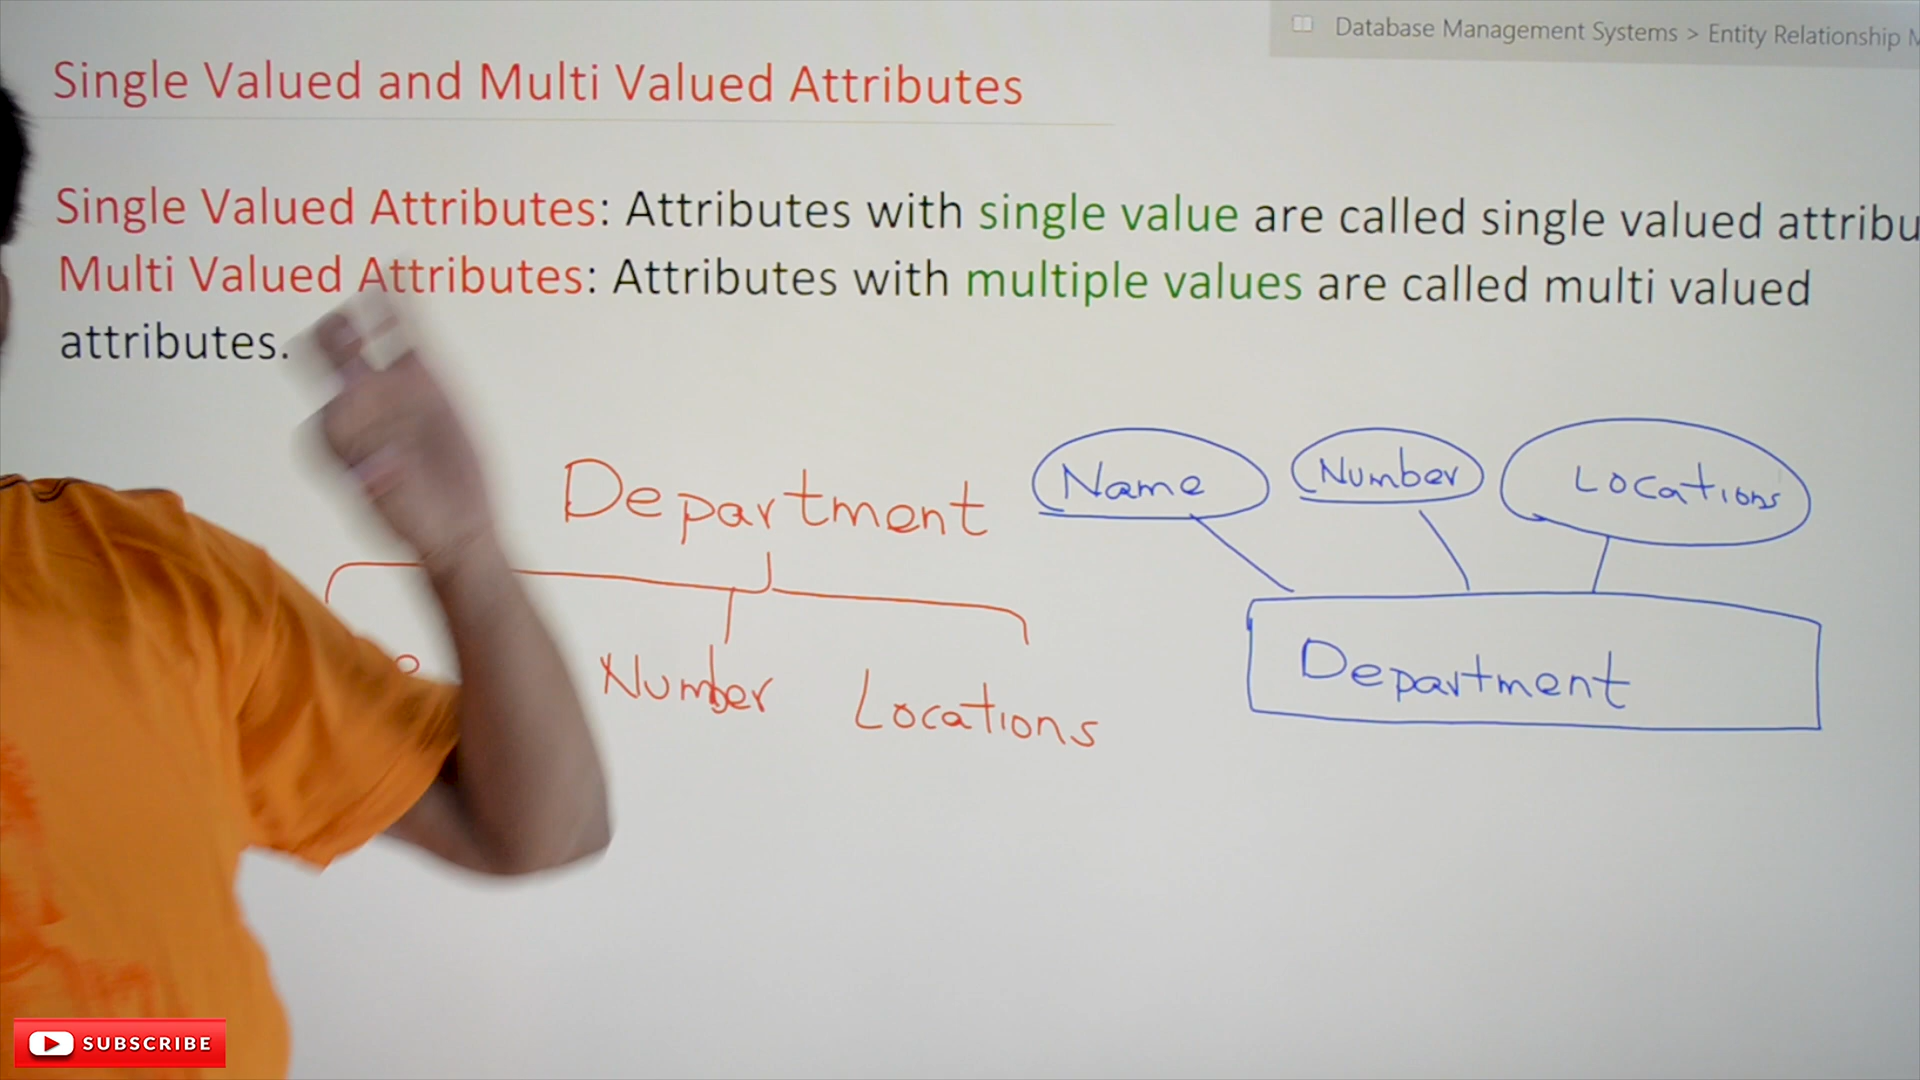 Database Management Systems > Entity Relationship M
Single Valued and Multi Valued Attributes
Single Valued Attributes: Attributes with single value are called single valued attribu
Multi Valued Attributes: Attributes with multiple values are called multi valued
attributes.
Department
Number Locations
Name Number Locations
Department
SUBSCRIBE